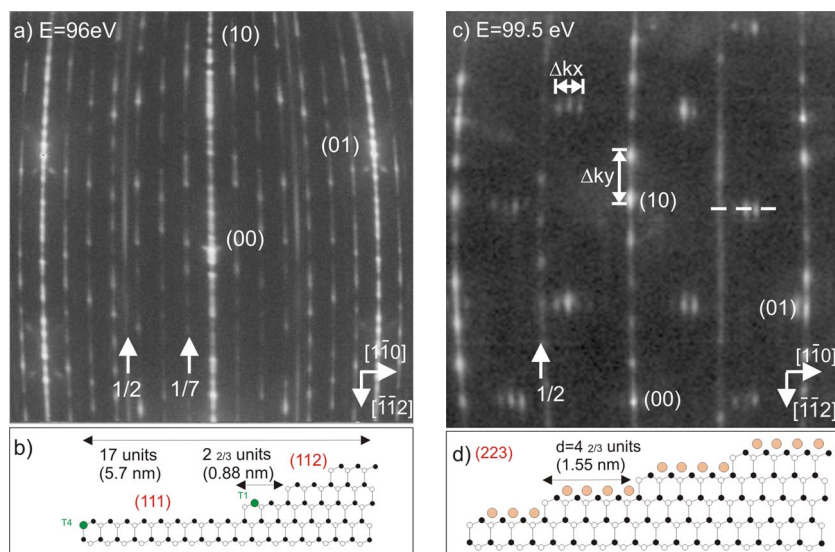 a) E=96eV
(10)
(01)
(00)
1/2
1/7
[11̄0]
[1̄1̄2]
b)
17 units
(5.7 nm)
2 2/3 units
(0.88 nm)
(112)
(111)
T1
T4
c) E=99.5 eV
Δkx
Δky
(10)
(01)
1/2
(00)
[11̄0]
[1̄1̄2]
d) (223)
d=4 2/3 units
(1.55 nm)